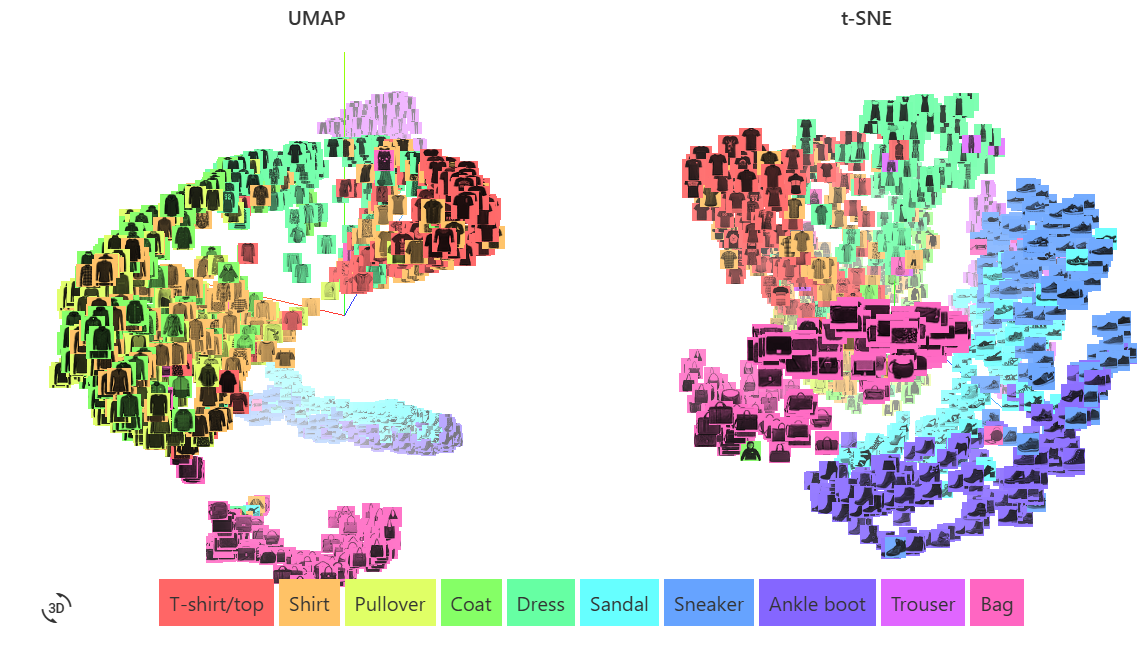 UMAP
t-SNE
3D
T-shirt/top
Shirt
Pullover
Coat
Dress
Sandal
Sneaker
Ankle boot
Trouser
Bag